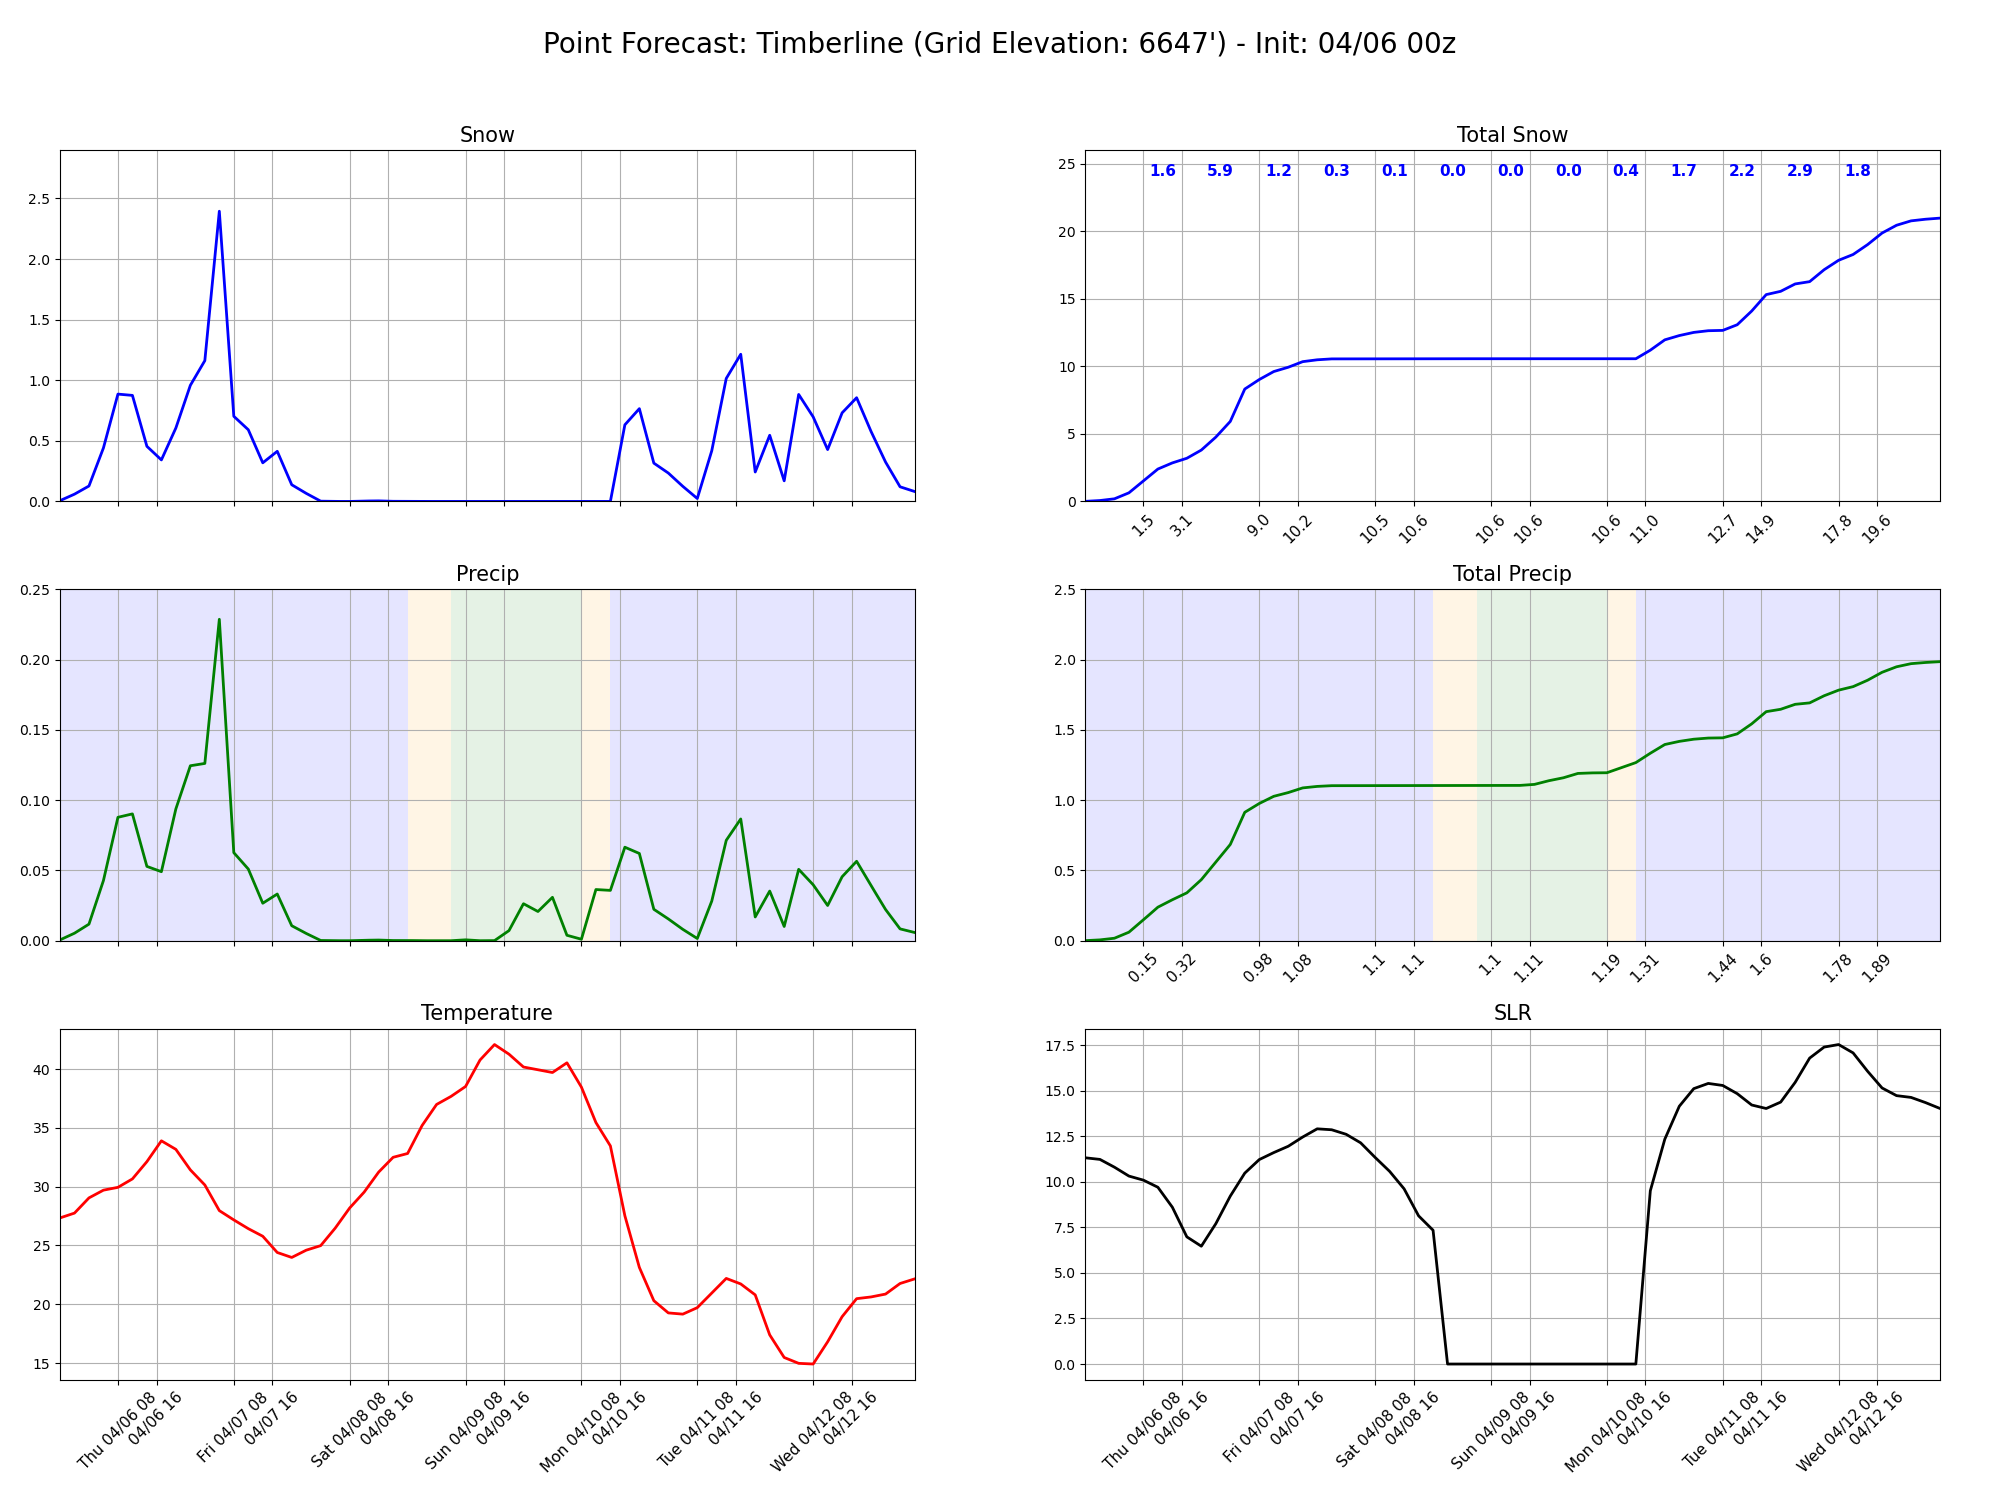 Point Forecast: Timberline (Grid Elevation: 6647') - Init: 04/06 00z
Snow
2.5
2.0
1.5
1.0
0.5
0.0
Total Snow
1.6 5.9 1.2 0.3 0.1 0.0 0.0 0.0 0.4 1.7 2.2 2.9 1.8
25
20
15
10
5
0
1.5 3.1 9.0 10.2 10.5 10.6 10.6 10.6 10.6 11.0 12.7 14.9 17.8 19.6
Precip
0.25
0.20
0.15
0.10
0.05
0.00
Total Precip
2.5
2.0
1.5
1.0
0.5
0.0
0.15 0.32 0.98 1.08 1.1 1.1 1.1 1.11 1.19 1.31 1.44 1.6 1.78 1.89
Temperature
40
35
30
25
20
15
Thu 04/06 08
04/06 16
Fri 04/07 08
04/07 16
Sat 04/08 08
04/08 16
Sun 04/09 08
04/09 16
Mon 04/10 08
04/10 16
Tue 04/11 08
04/11 16
Wed 04/12 08
04/12 16
SLR
17.5
15.0
12.5
10.0
7.5
5.0
2.5
0.0
Thu 04/06 08
04/06 16
Fri 04/07 08
04/07 16
Sat 04/08 08
04/08 16
Sun 04/09 08
04/09 16
Mon 04/10 08
04/10 16
Tue 04/11 08
04/11 16
Wed 04/12 08
04/12 16